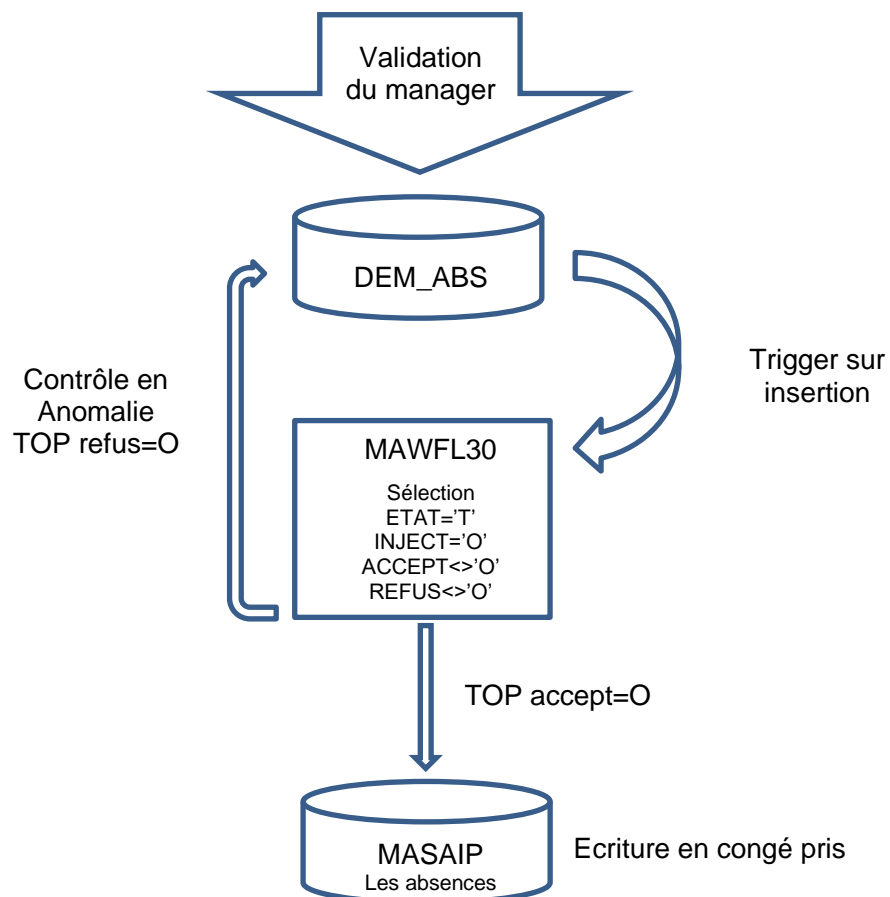 Validation
du manager
DEM_ABS
Contrôle en
Anomalie
TOP refus=O
Trigger sur
insertion
MAWFL30
Sélection
ETAT='T’
INJECT='O’
ACCEPT<>’O’
REFUS<>’O’
TOP accept=O
MASAIP
Les absences
Ecriture en congé pris